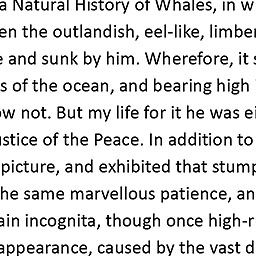 a Natural History of Whales, in w
en the outlandish, eel-like, limber
e and sunk by him. Wherefore, it s
s of the ocean, and bearing high
ow not. But my life for it he was ei
ustice of the Peace. In addition to
picture, and exhibited that stump
he same marvellous patience, an
ain incognita, though once high-r
appearance, caused by the vast d